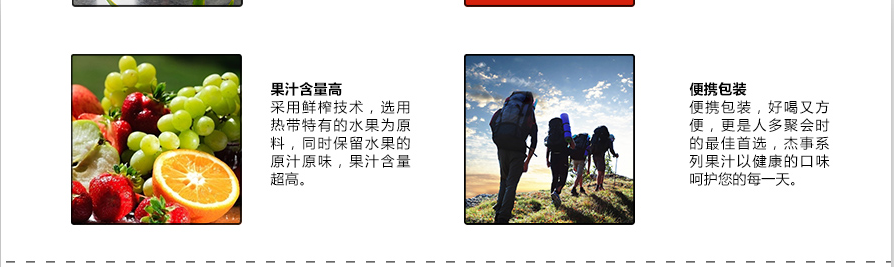 果汁含量高
采用鲜榨技术，选用
热带特有的水果为原
料，同时保留水果的
原汁原味，果汁含量
超高。
便携包装
便携包装，好喝又方
便，更是人多聚会时
的最佳首选，杰事系
列果汁以健康的口味
呵护您的每一天。